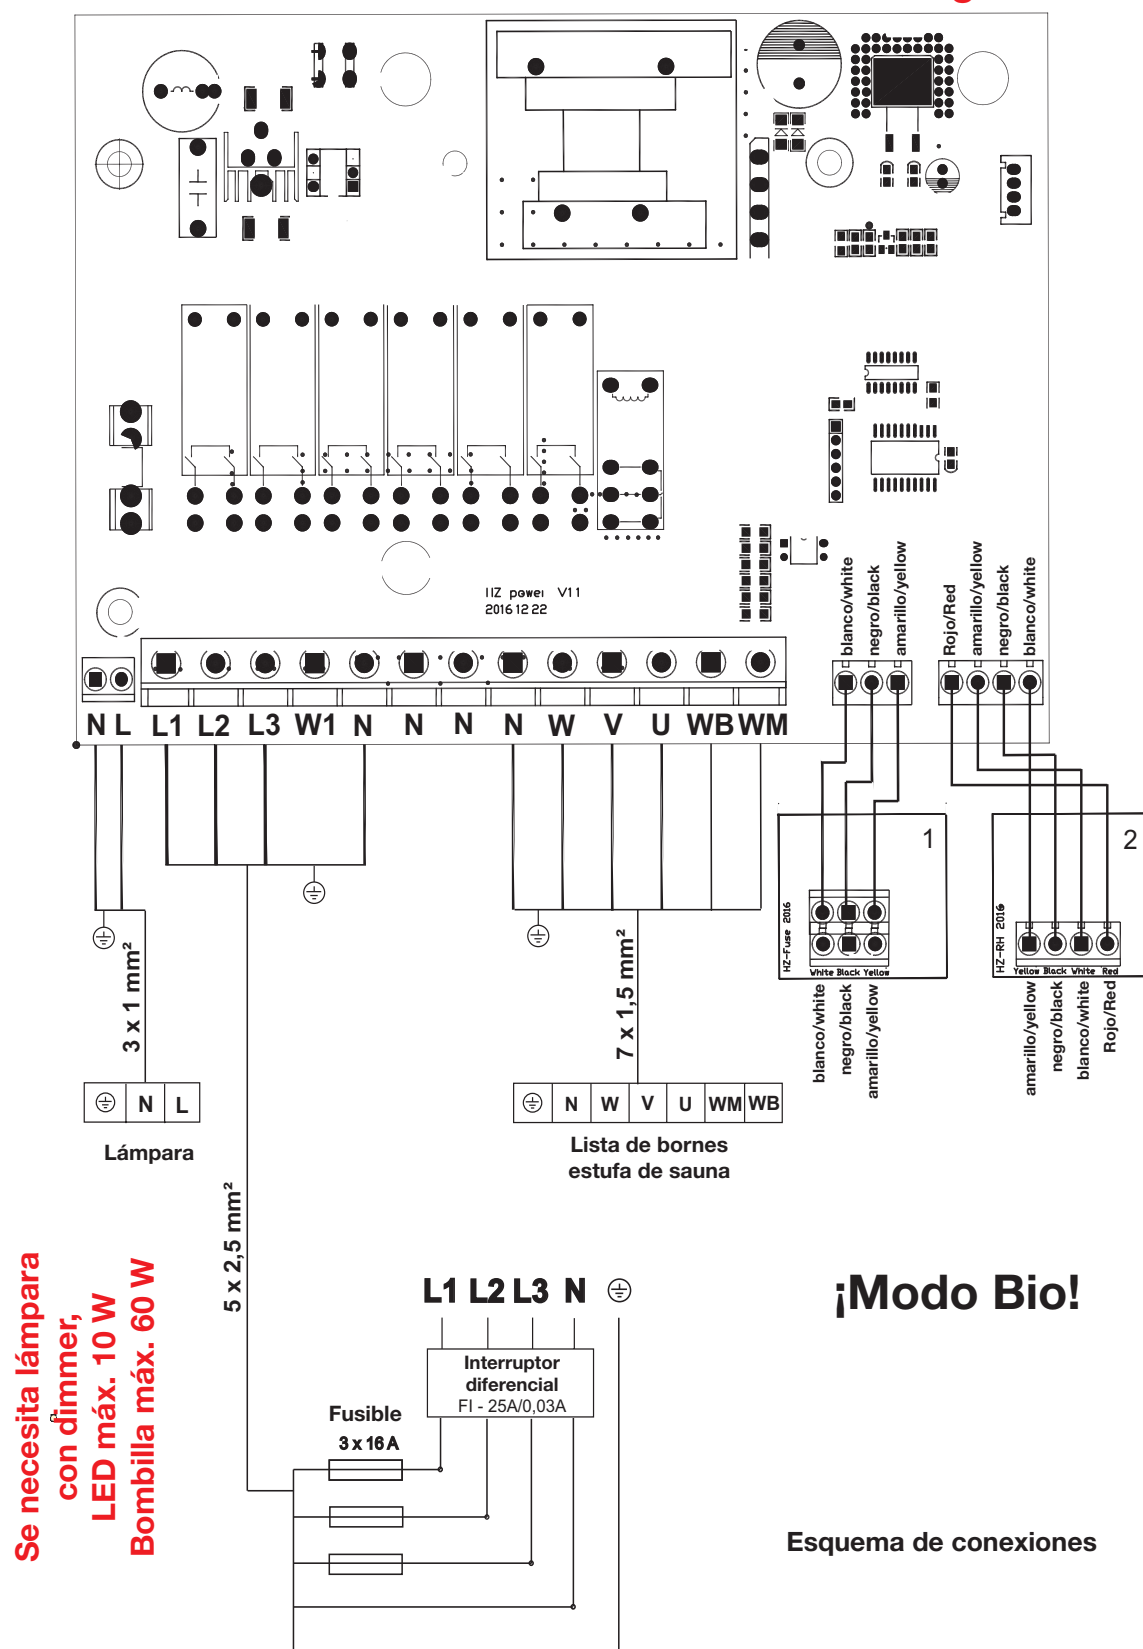 IIZ power V11
2016 12 22
blanco/white
negro/black
amarillo/yellow
Rojo/Red
amarillo/yellow
negro/black
blanco/white
N L L1 L2 L3 W1 N N N N W V U WB WM
1
2
HZ-Fuse 2016
White Black Yellow
HZ-RH 2016
Yellow Black White Red
blanco/white
negro/black
amarillo/yellow
amarillo/yellow
negro/black
blanco/white
Rojo/Red
3 x 1 mm²
7 x 1,5 mm²
N L
Lámpara
N W V U WM WB
Lista de bornes
estufa de sauna
5 x 2,5 mm²
Se necesita lámpara
con dimmer,
LED máx. 10 W
Bombilla máx. 60 W
L1 L2 L3 N
¡Modo Bio!
Interruptor
diferencial
FI - 25A/0,03A
Fusible
3 x 16 A
Esquema de conexiones